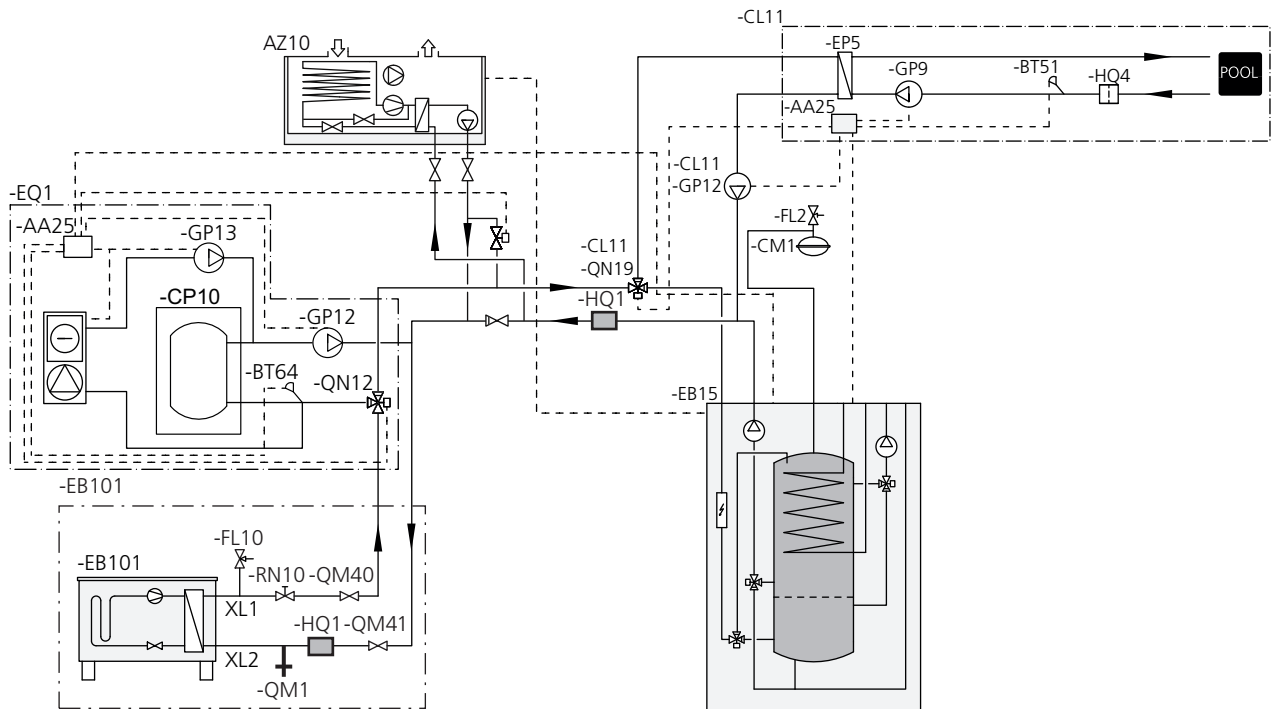 -CL11
AZ10
-EP5
-GP9
-BT51
-HQ4
POOL
-AA25
-CL11
-GP12
-EQ1
-AA25
-GP13
-FL2
-CM1
-CL11
-QN19
-CP10
-HQ1
-GP12
-BT64
-QN12
-EB15
-EB101
-FL10
-EB101
-RN10
-QM40
XL1
-HQ1
-QM41
XL2
-QM1